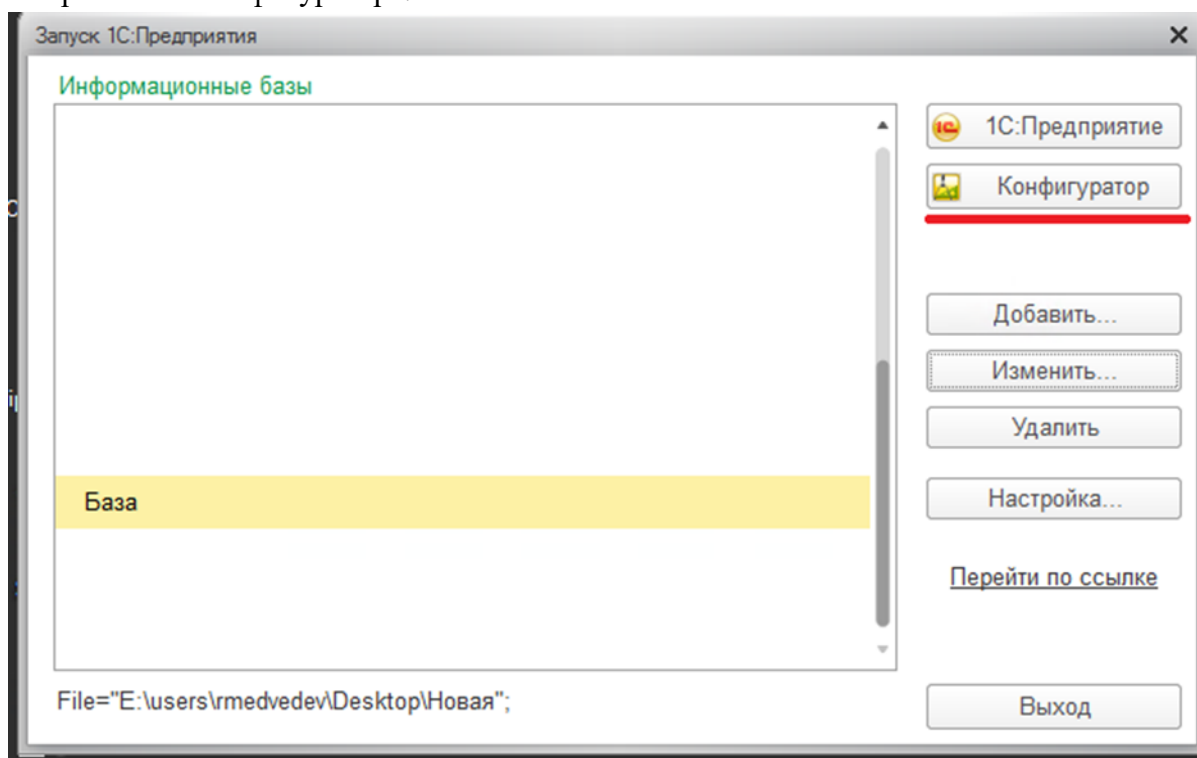 Запуск 1С:Предприятия
Информационные базы
1С:Предприятие
Конфигуратор
Добавить...
Изменить...
Удалить
База
Настройка...
Перейти по ссылке
File="E:\users\rmedvedev\Desktop\Новая";
Выход